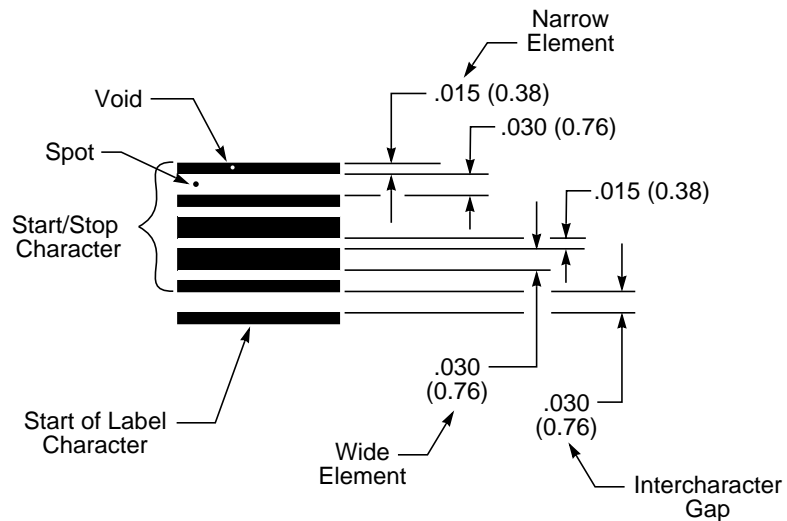 Narrow
Element
Void
.015 (0.38)
.030 (0.76)
Spot
.015 (0.38)
Start/Stop
Character
.030
(0.76)
.030
(0.76)
Start of Label
Character
Wide
Element
Intercharacter
Gap